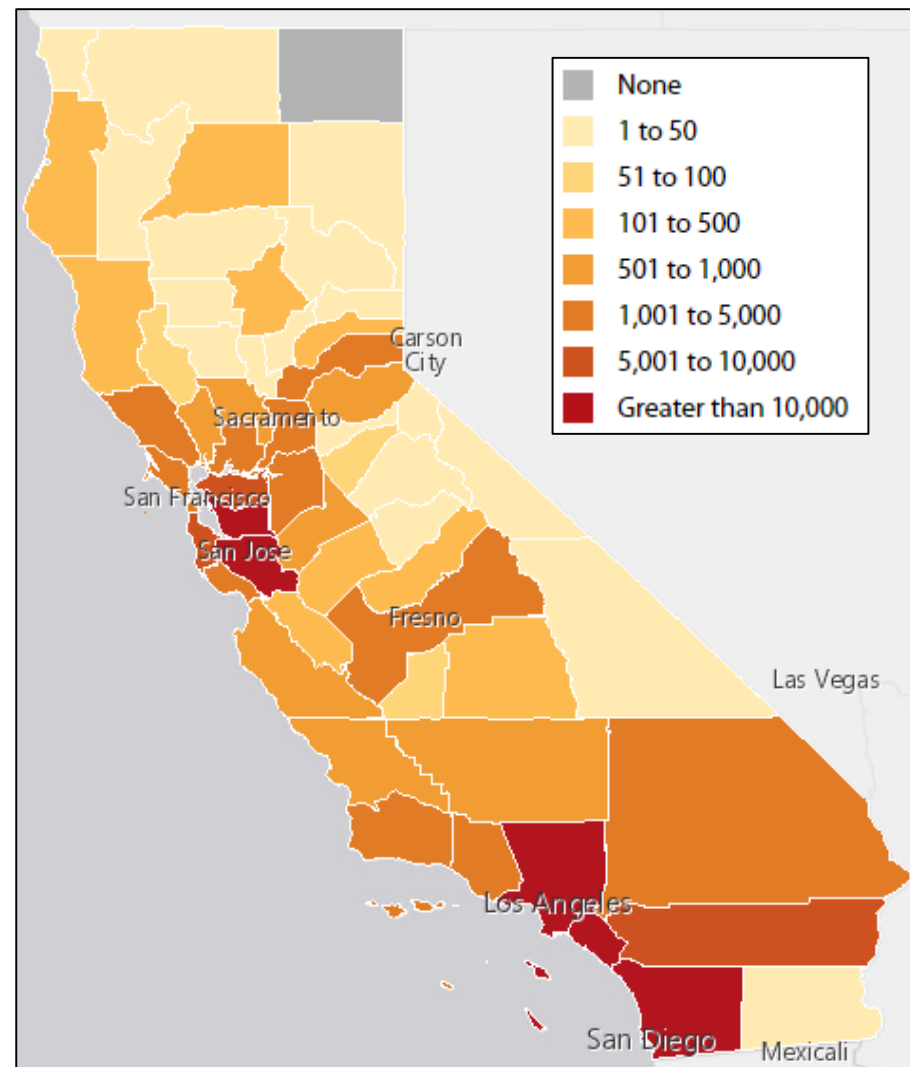 None
1 to 50
51 to 100
101 to 500
501 to 1,000
1,001 to 5,000
5,001 to 10,000
Greater than 10,000
Carson
City
Sacramento
San Francisco
San Jose
Fresno
Las Vegas
Los Angeles
San Diego
Mexicali